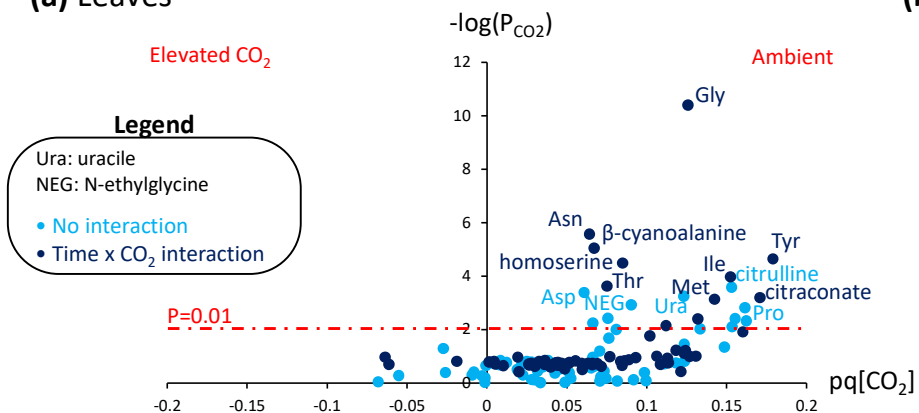 (a) Leaves
-log(P_CO2)
Elevated CO2
Ambient
12
Gly
10
Legend
Ura: uracile
NEG: N-ethylglycine
8
• No interaction
• Time x CO2 interaction
6
Asn
β-cyanoalanine
Tyr
homoserine
Ile
citrulline
4
Thr
Met
citraconate
Asp
NEG
Ura
Pro
P=0.01
2
0
pq[CO2]
-0.2 -0.15 -0.1 -0.05 0 0.05 0.1 0.15 0.2